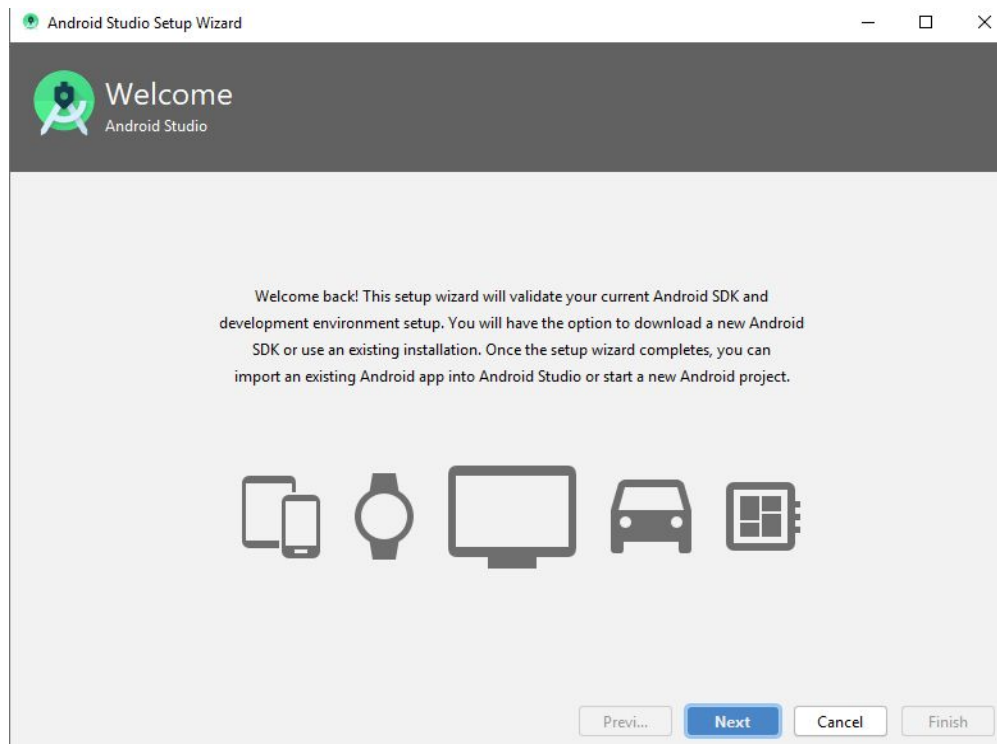 Android Studio Setup Wizard
Welcome
Android Studio
Welcome back! This setup wizard will validate your current Android SDK and
development environment setup. You will have the option to download a new Android
SDK or use an existing installation. Once the setup wizard completes, you can
import an existing Android app into Android Studio or start a new Android project.
Previ... Next Cancel Finish